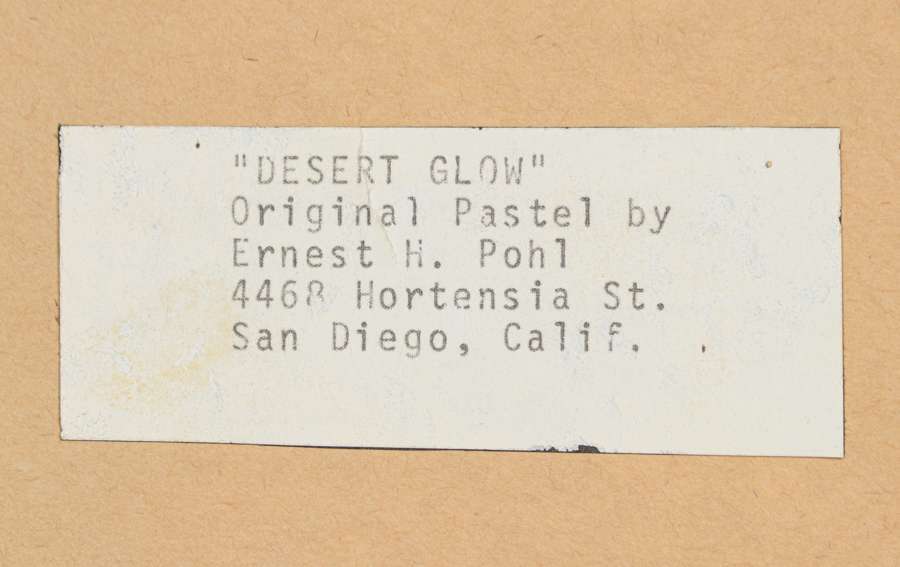 "DESERT GLOW"
Original Pastel by
Ernest H. Pohl
4468 Hortensia St.
San Diego, Calif.